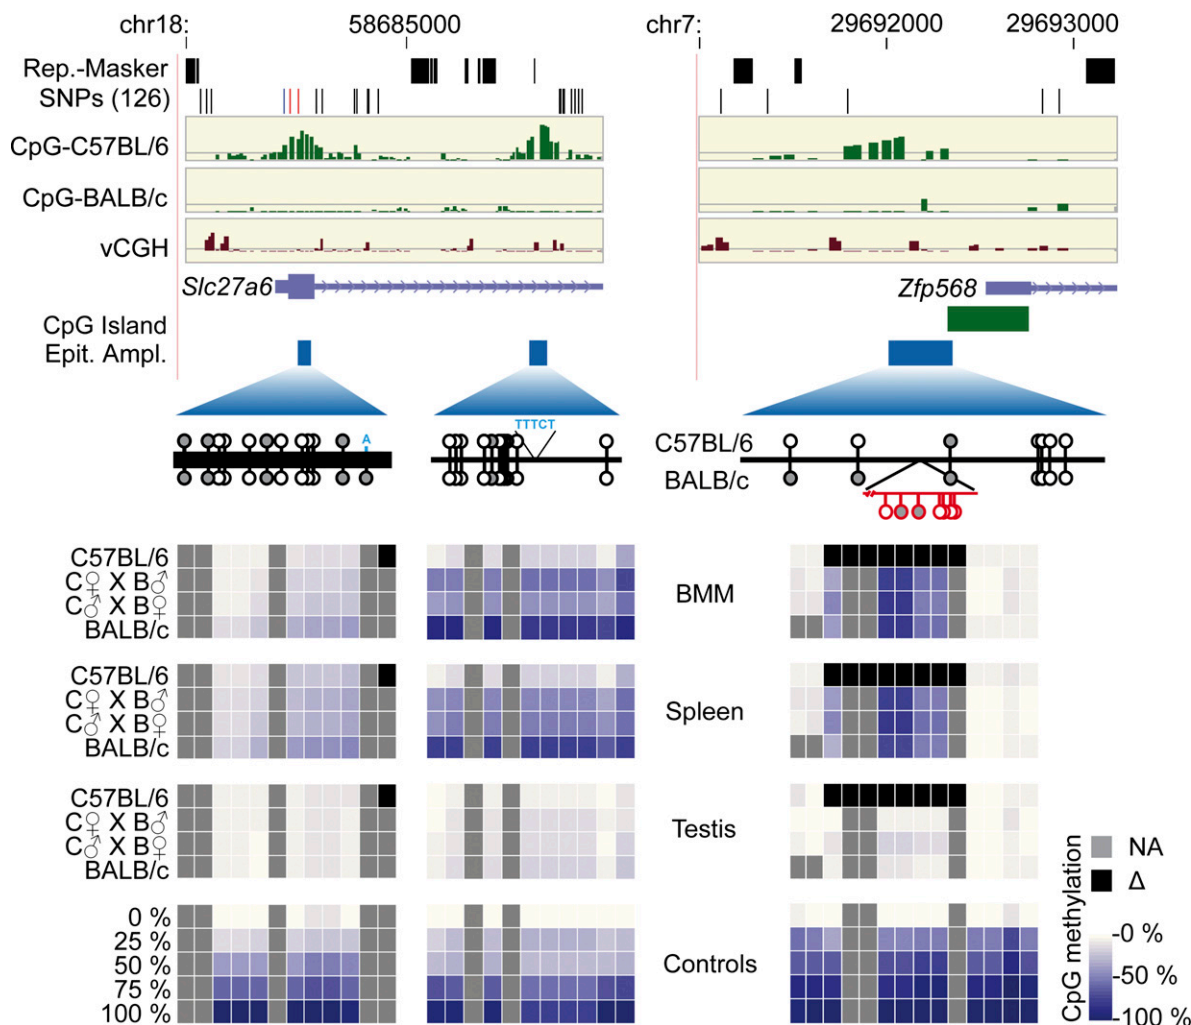 chr18: 58685000 chr7: 29692000 29693000
Rep.-Masker
SNPs (126)
CpG-C57BL/6
CpG-BALB/c
vCGH
Slc27a6 Zfp568
CpG Island
Epit. Ampl.
A TTTCT C57BL/6
BALB/c
C57BL/6
C♀ X B♂
C♂ X B♀
BALB/c
BMM
C57BL/6
C♀ X B♂
C♂ X B♀
BALB/c
Spleen
C57BL/6
C♀ X B♂
C♂ X B♀
BALB/c
Testis
0 %
25 %
50 %
75 %
100 %
Controls
NA
Δ
CpG methylation
-0 %
-50 %
-100 %